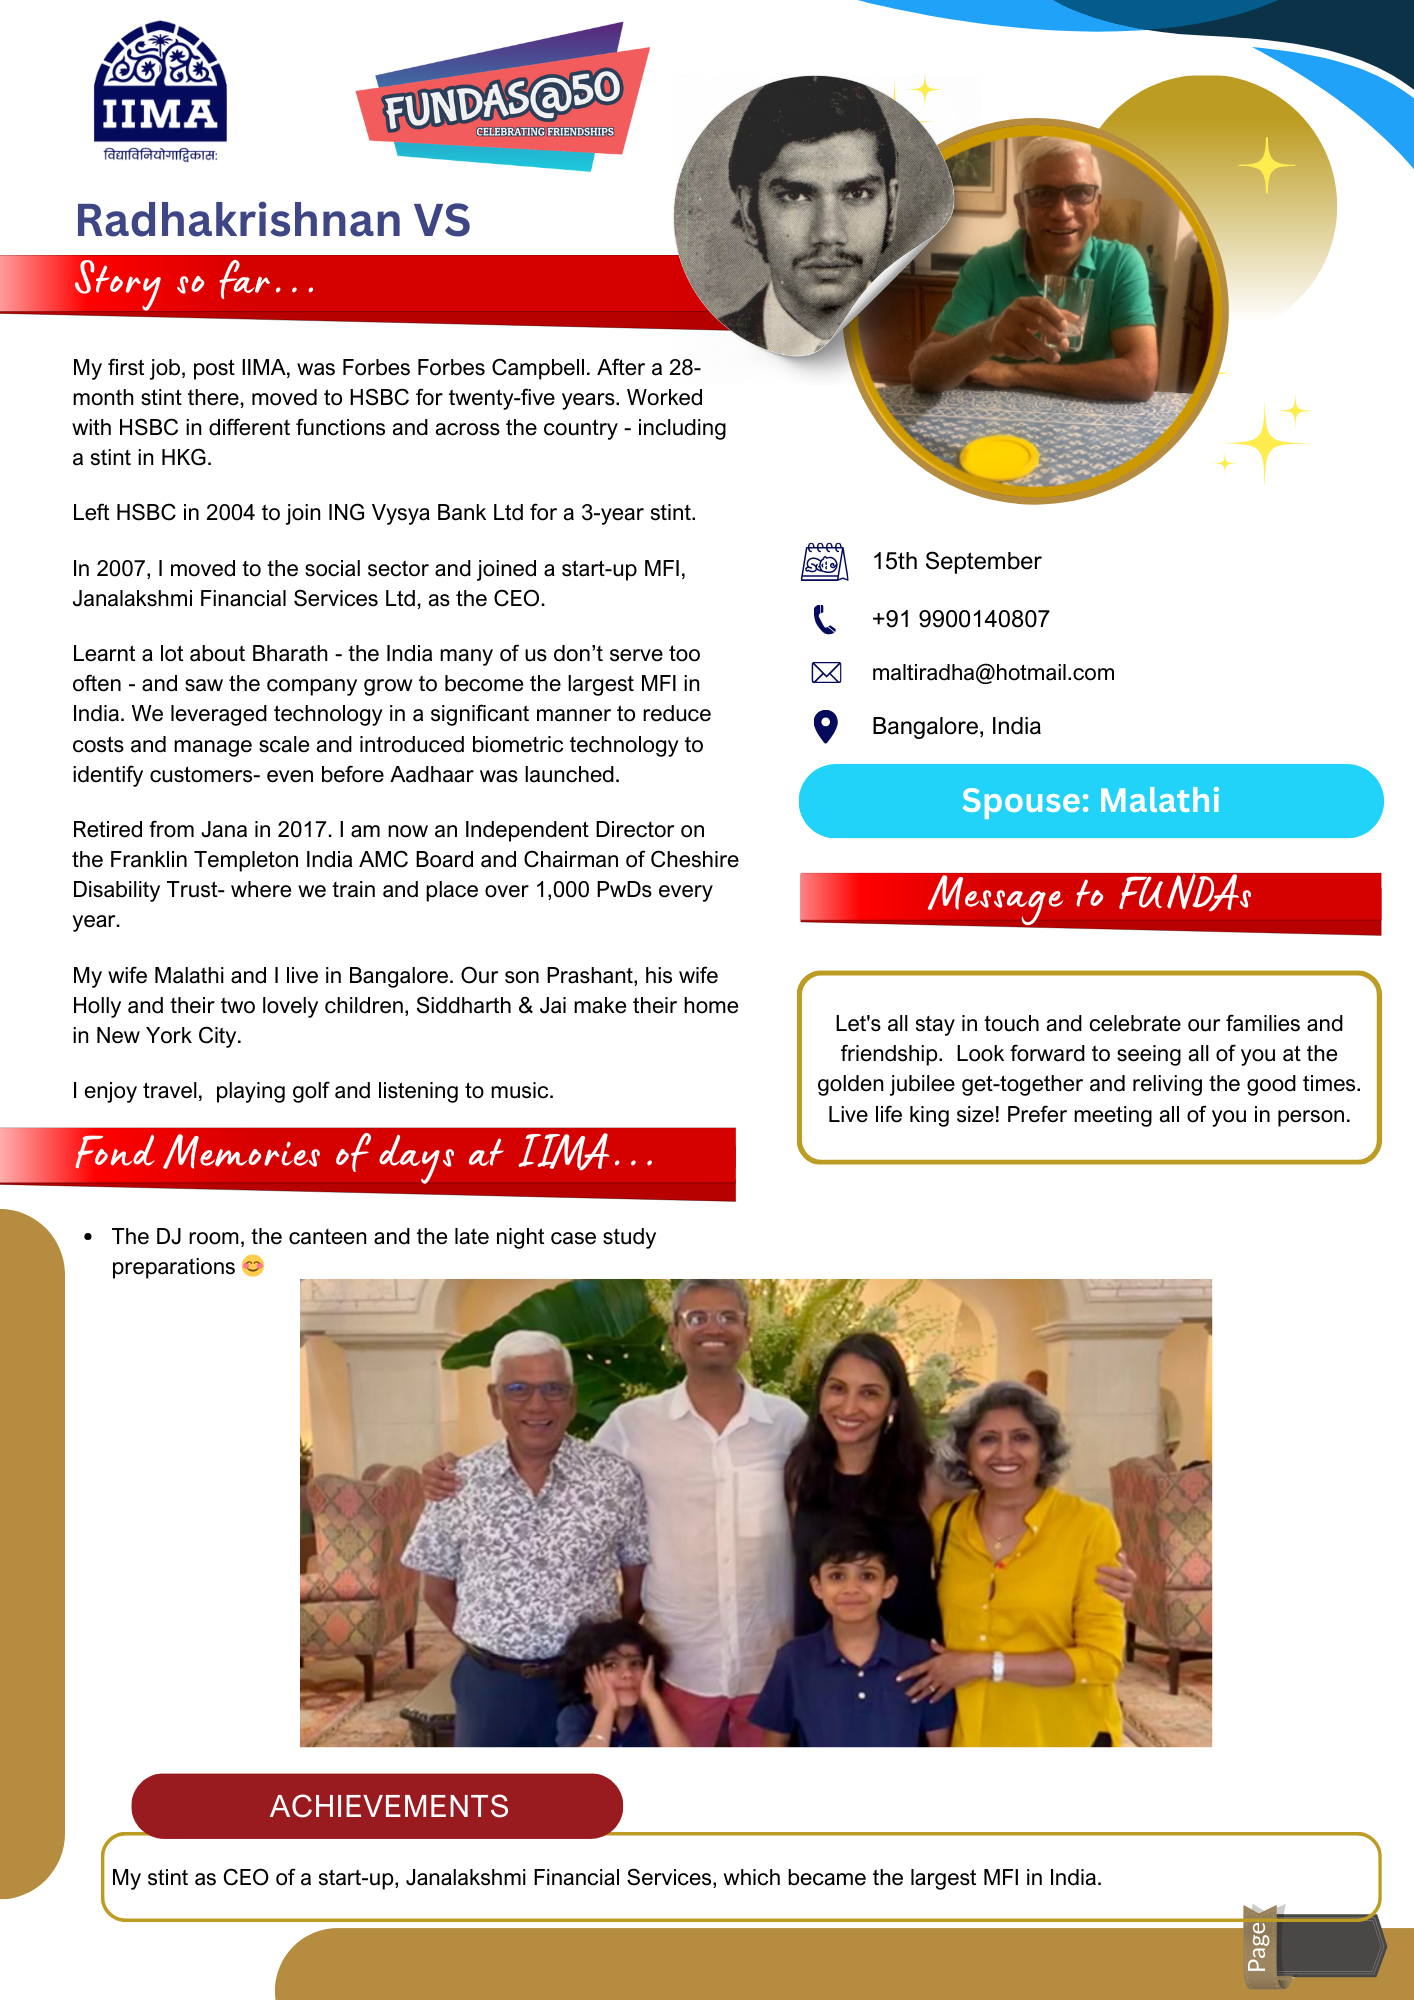 IIMA
विद्याविनियोगाद्विकासः
FUNDAS@50
CELEBRATING FRIENDSHIPS
Radhakrishnan VS
Story so far...
My first job, post IIMA, was Forbes Forbes Campbell. After a 28-
month stint there, moved to HSBC for twenty-five years. Worked
with HSBC in different functions and across the country - including
a stint in HKG.
Left HSBC in 2004 to join ING Vysya Bank Ltd for a 3-year stint.
In 2007, I moved to the social sector and joined a start-up MFI,
Janalakshmi Financial Services Ltd, as the CEO.
Learnt a lot about Bharath - the India many of us don’t serve too
often - and saw the company grow to become the largest MFI in
India. We leveraged technology in a significant manner to reduce
costs and manage scale and introduced biometric technology to
identify customers- even before Aadhaar was launched.
Retired from Jana in 2017. I am now an Independent Director on
the Franklin Templeton India AMC Board and Chairman of Cheshire
Disability Trust- where we train and place over 1,000 PwDs every
year.
My wife Malathi and I live in Bangalore. Our son Prashant, his wife
Holly and their two lovely children, Siddharth & Jai make their home
in New York City.
I enjoy travel,  playing golf and listening to music.
15th September
+91 9900140807
maltiradha@hotmail.com
Bangalore, India
Spouse: Malathi
Message to FUNDAs
Let's all stay in touch and celebrate our families and
friendship.  Look forward to seeing all of you at the
golden jubilee get-together and reliving the good times.
Live life king size! Prefer meeting all of you in person.
Fond Memories of days at IIMA...
• The DJ room, the canteen and the late night case study
preparations 😊
ACHIEVEMENTS
My stint as CEO of a start-up, Janalakshmi Financial Services, which became the largest MFI in India.
Page